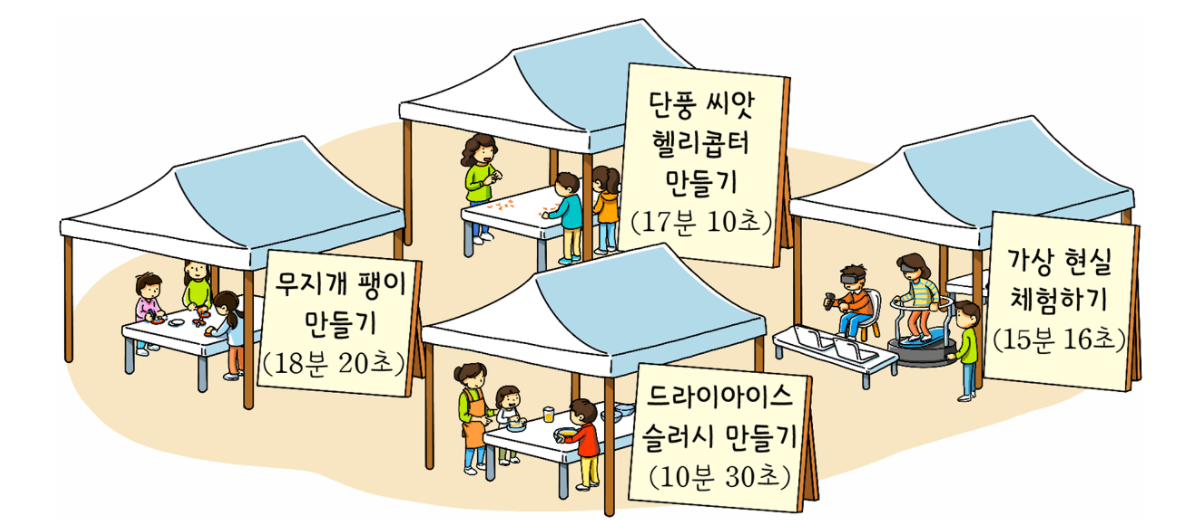 단풍 씨앗
헬리콥터
만들기
(17분 10초)
무지개 팽이
만들기
(18분 20초)
가상 현실
체험하기
(15분 16초)
드라이아이스
슬러시 만들기
(10분 30초)